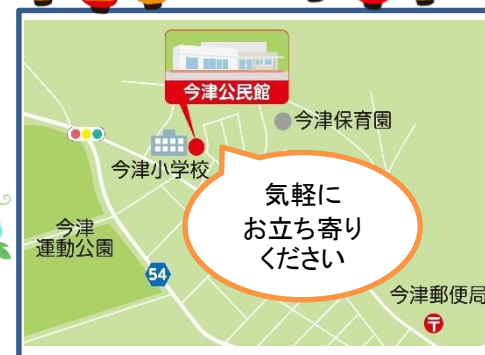 今津公民館
今津保育園
今津小学校
気軽に
お立ち寄り
ください
今津
運動公園
54
今津郵便局
〒